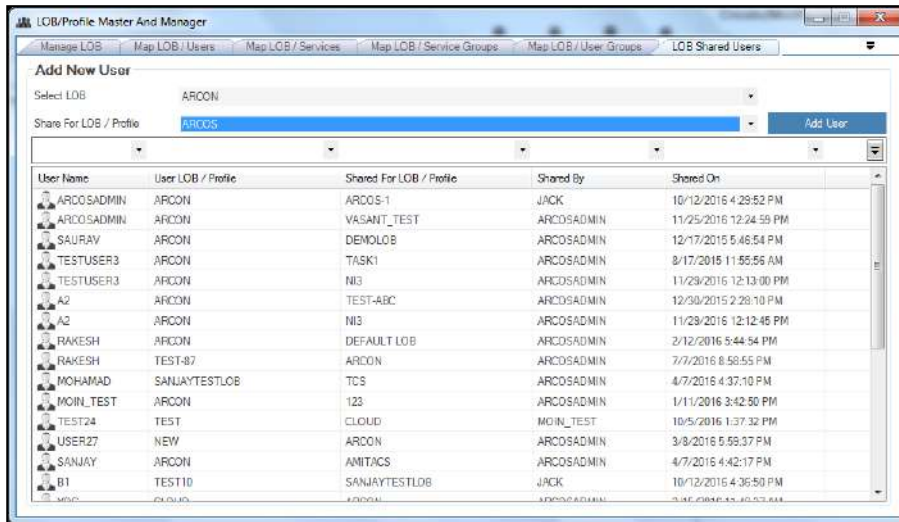 LOB/Profile Master And Manager
Manage LOB Map LOB / Users Map LOB / Services Map LOB / Service Groups Map LOB / User Groups LOB Shared Users
Add New User
Select LOB ARCON
Share For LOB / Profile ARCOS Add User
User Name User LOB / Profile Shared For LOB / Profile Shared By Shared On
ARCOSADMIN ARCON ARCOS-1 JACK 10/12/2016 4:29:52 PM
ARCOSADMIN ARCON VASANT_TEST ARCOSADMIN 11/25/2016 12:24:59 PM
SAURAV ARCON DEMOLOB ARCOSADMIN 12/17/2015 5:46:54 PM
TESTUSER3 ARCON TASK1 ARCOSADMIN 8/17/2015 11:55:56 AM
TESTUSER3 ARCON NI3 ARCOSADMIN 11/29/2016 12:13:00 PM
A2 ARCON TEST-ABC ARCOSADMIN 12/30/2015 2:28:10 PM
A2 ARCON NI3 ARCOSADMIN 11/29/2016 12:12:45 PM
RAKESH ARCON DEFAULT LOB ARCOSADMIN 2/12/2016 5:44:54 PM
RAKESH TEST-87 ARCON ARCOSADMIN 7/7/2016 8:58:55 PM
MOHAMAD SANJAYTESTLOB TCS ARCOSADMIN 4/7/2016 4:37:10 PM
MOIN_TEST ARCON 123 ARCOSADMIN 1/11/2016 3:42:50 PM
TEST24 TEST CLOUD MOIN_TEST 10/5/2016 1:37:32 PM
USER27 NEW ARCON ARCOSADMIN 3/8/2016 5:59:37 PM
SANJAY ARCON AMITACS ARCOSADMIN 4/7/2016 4:42:17 PM
B1 TEST10 SANJAYTESTLOB JACK 10/12/2016 4:36:50 PM
CLOUD ARCON ARCOSADMIN